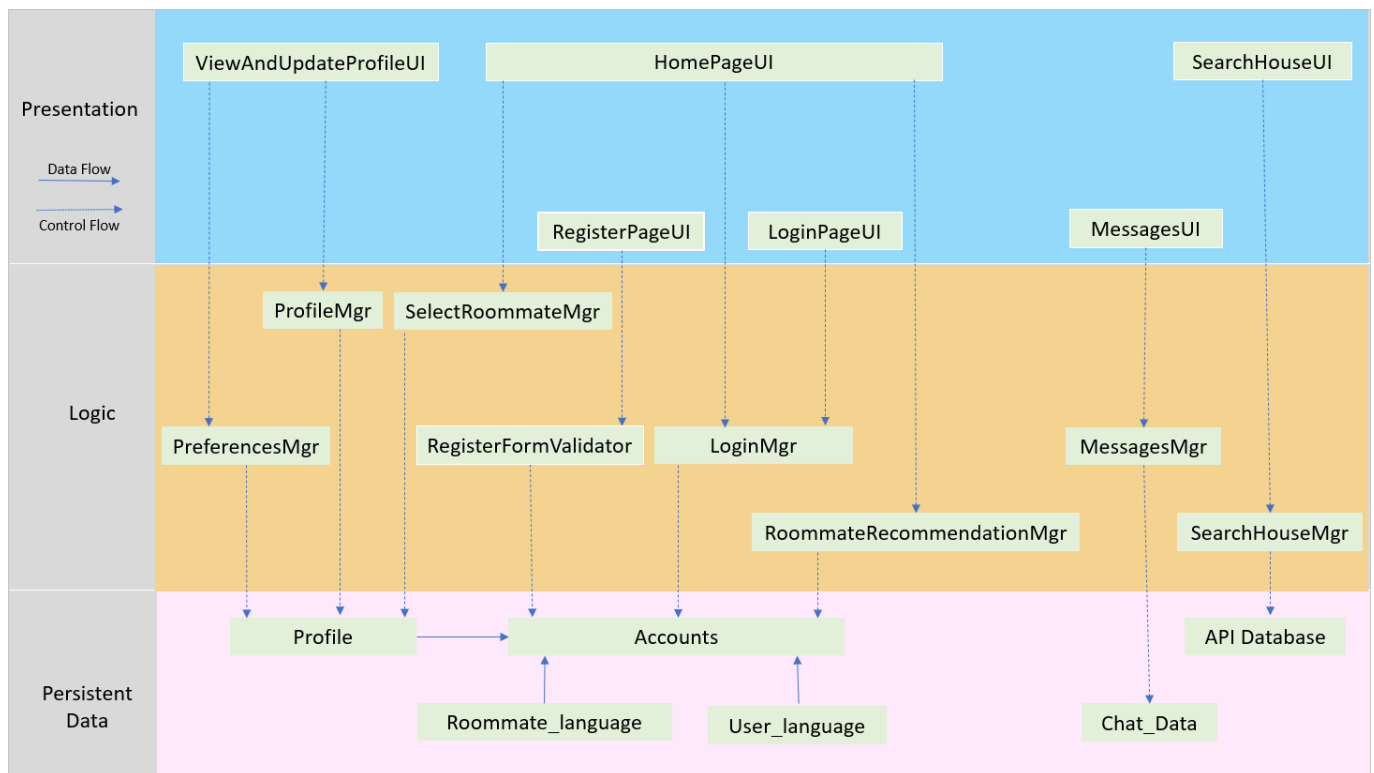 ViewAndUpdateProfileUI
HomePageUI
SearchHouseUI
Presentation
Data Flow
Control Flow
RegisterPageUI
LoginPageUI
MessagesUI
ProfileMgr
SelectRoommateMgr
Logic
PreferencesMgr
RegisterFormValidator
LoginMgr
MessagesMgr
RoommateRecommendationMgr
SearchHouseMgr
Profile
Accounts
API Database
Persistent
Data
Roommate_language
User_language
Chat_Data